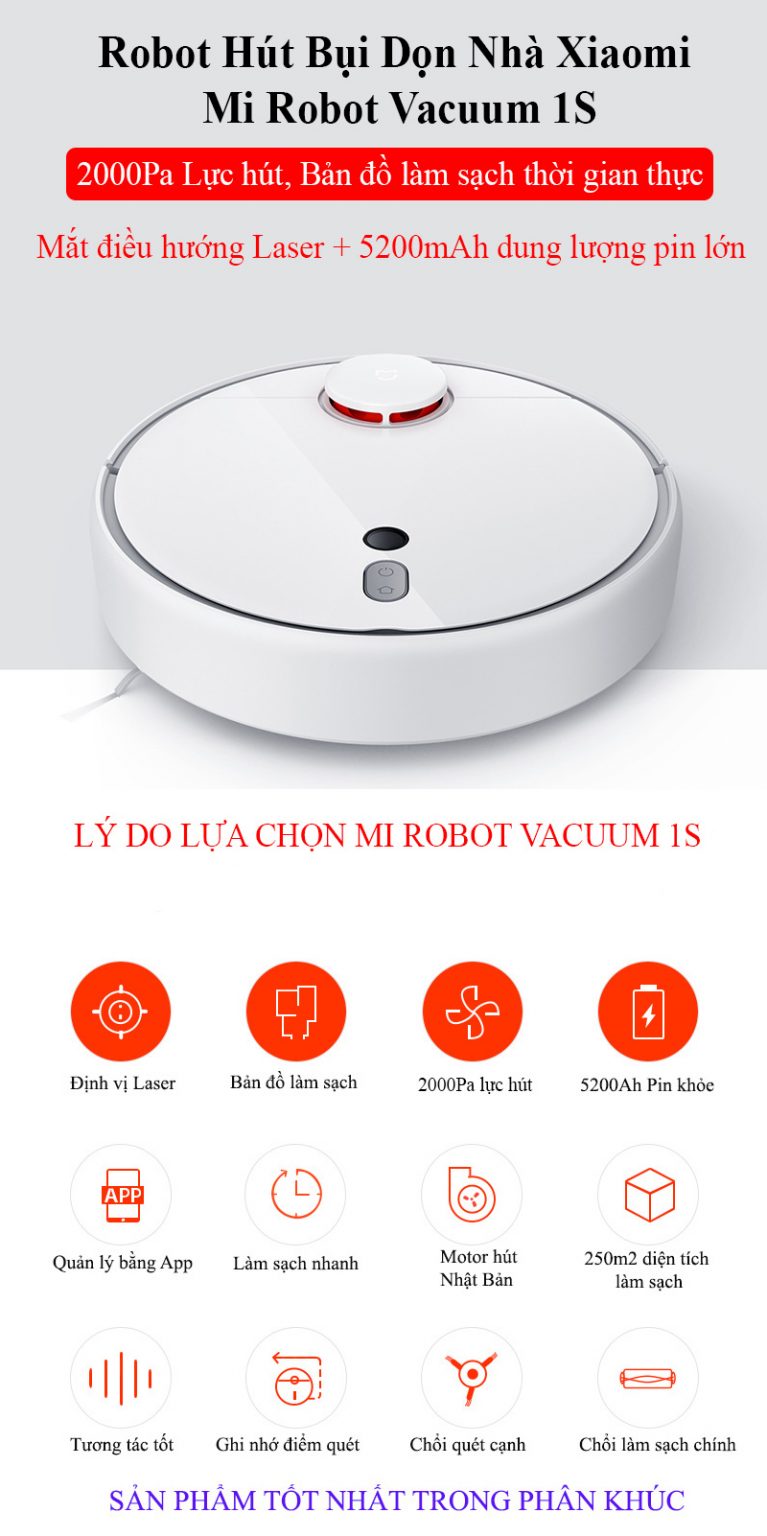 Robot Hút Bụi Dọn Nhà Xiaomi
Mi Robot Vacuum 1S
2000Pa Lực hút, Bản đồ làm sạch thời gian thực
Mắt điều hướng Laser + 5200mAh dung lượng pin lớn
LÝ DO LỰA CHỌN MI ROBOT VACUUM 1S
Định vị Laser
Bản đồ làm sạch
2000Pa lực hút
5200Ah Pin khỏe
APP
Quản lý bằng App
Làm sạch nhanh
Motor hút
Nhật Bản
250m2 diện tích
làm sạch
Tương tác tốt
Ghi nhớ điểm quét
Chổi quét cạnh
Chổi làm sạch chính
SẢN PHẨM TỐT NHẤT TRONG PHÂN KHÚC